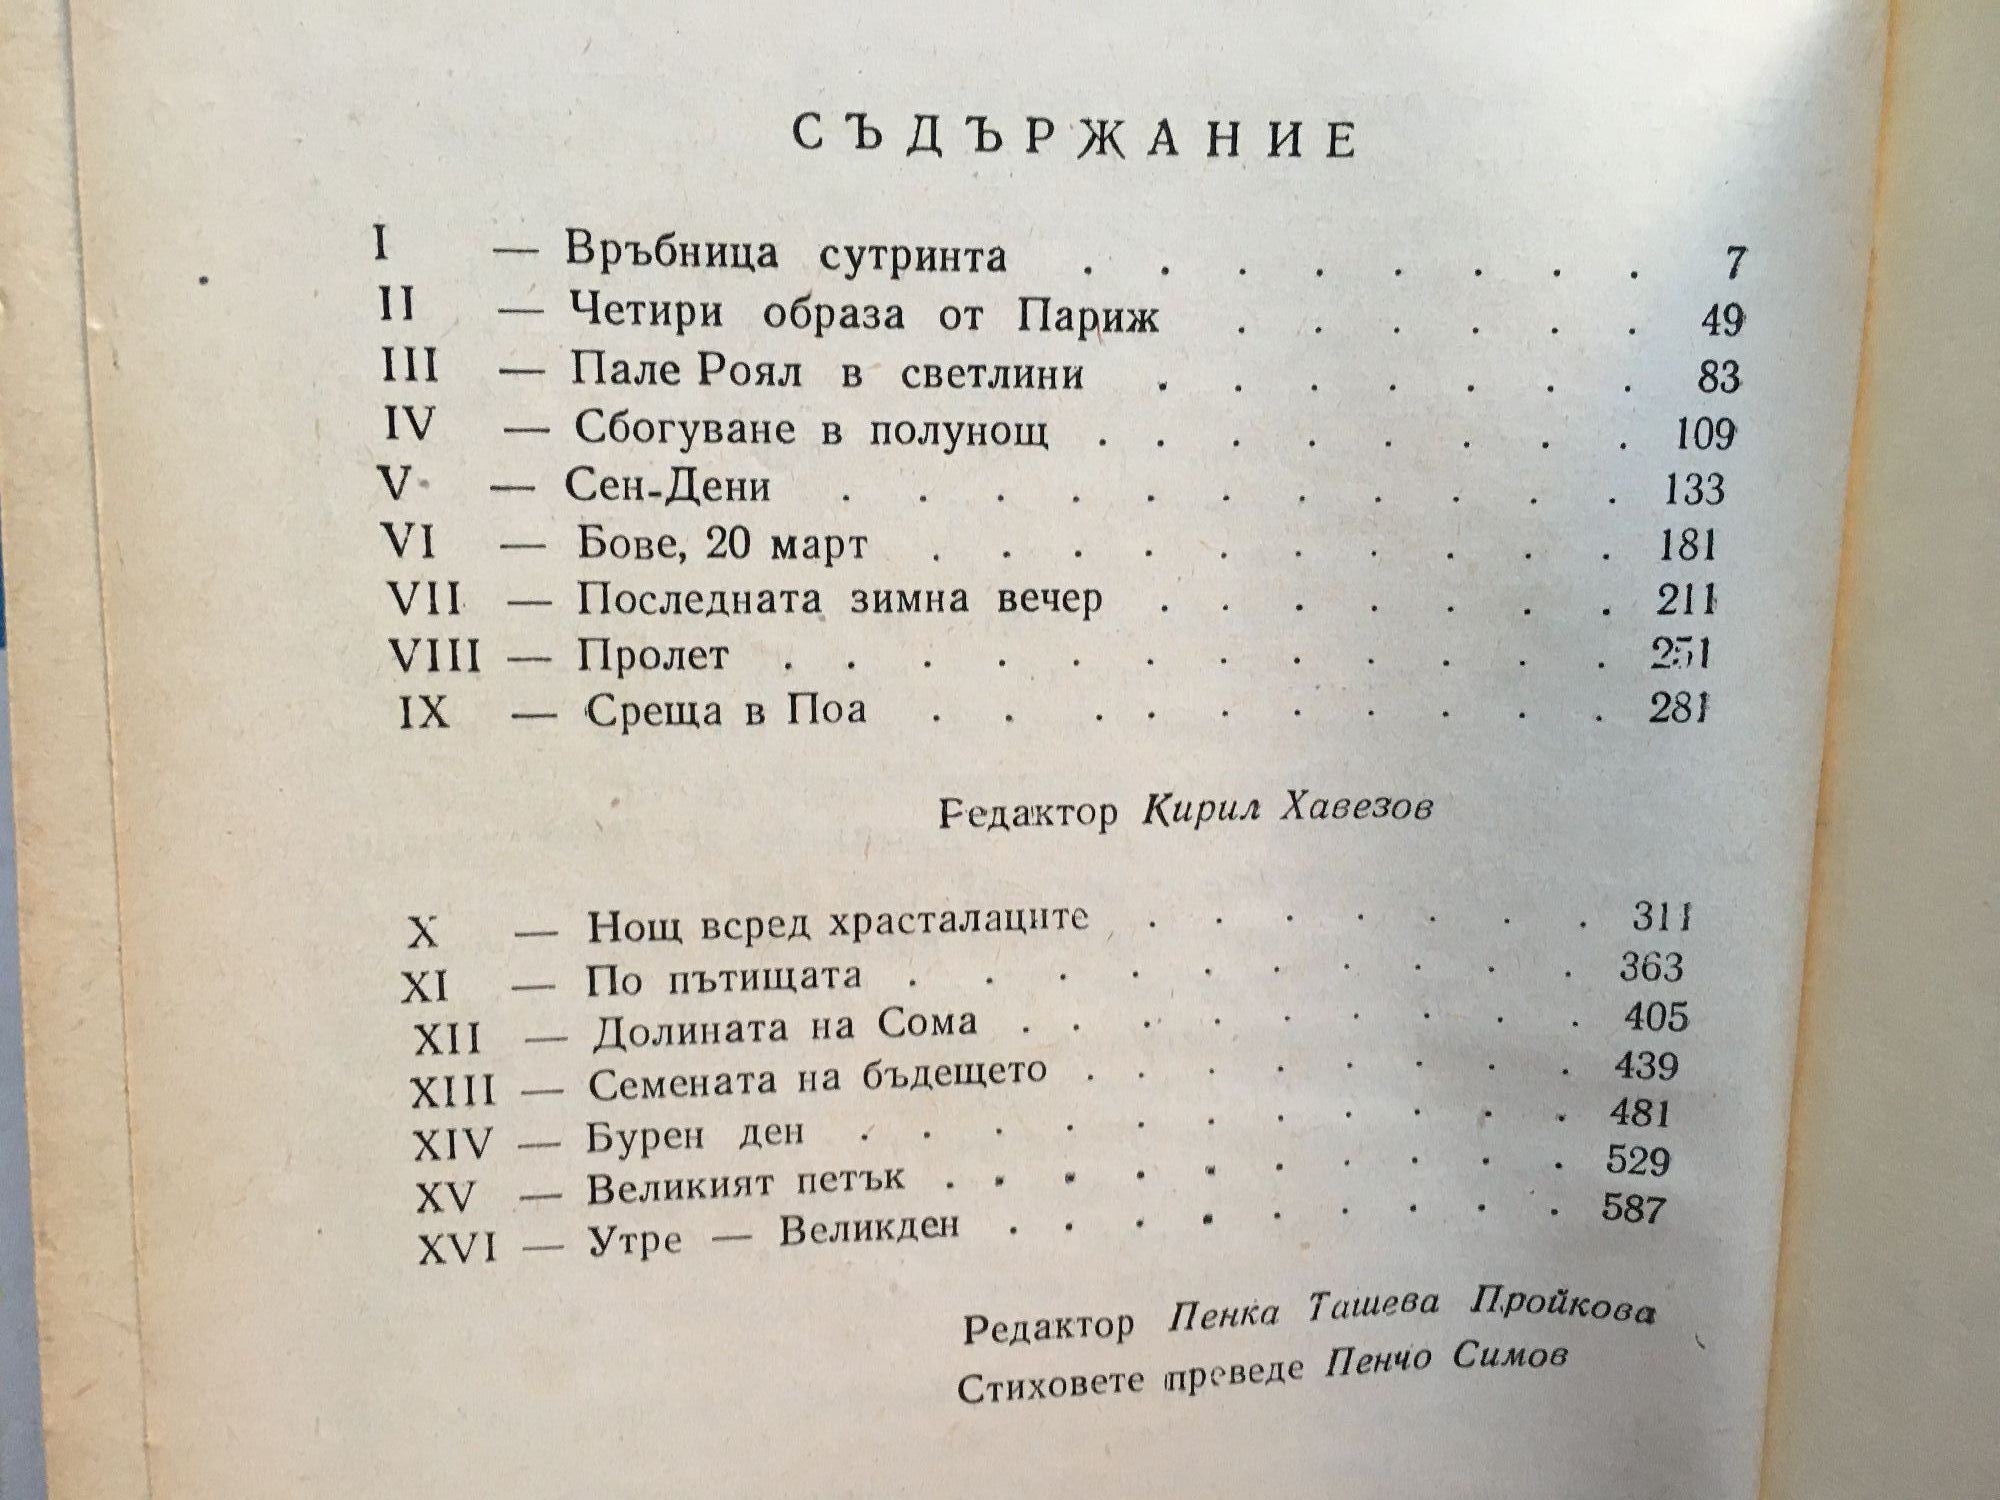 СЪДЪРЖАНИЕ
I — Връбница сутринта . . . . . . . . 7
II — Четири образа от Париж . . . . . . 49
III — Пале Роял в светлини . . . . . . . 83
IV — Сбогуване в полунощ . . . . . . . . 109
V — Сен-Дени . . . . . . . . . . . 133
VI — Бове, 20 март . . . . . . . . . . 181
VII — Последната зимна вечер . . . . . . . 211
VIII — Пролет . . . . . . . . . . . . 251
IX — Среща в Поа . . . . . . . . . . 281
Редактор Кирил Хавезов
X — Нощ всред храсталаците . . . . . . . 311
XI — По пътищата . . . . . . . . . . 363
XII — Долината на Сома . . . . . . . . . 405
XIII — Семената на бъдещето . . . . . . . . 439
XIV — Бурен ден . . . . . . . . . . . 481
XV — Великият петък . . . . . . . . . . 529
XVI — Утре — Великден . . . . . . . . . 587
Редактор Пенка Ташева Пройкова
Стиховете преведе Пенчо Симов